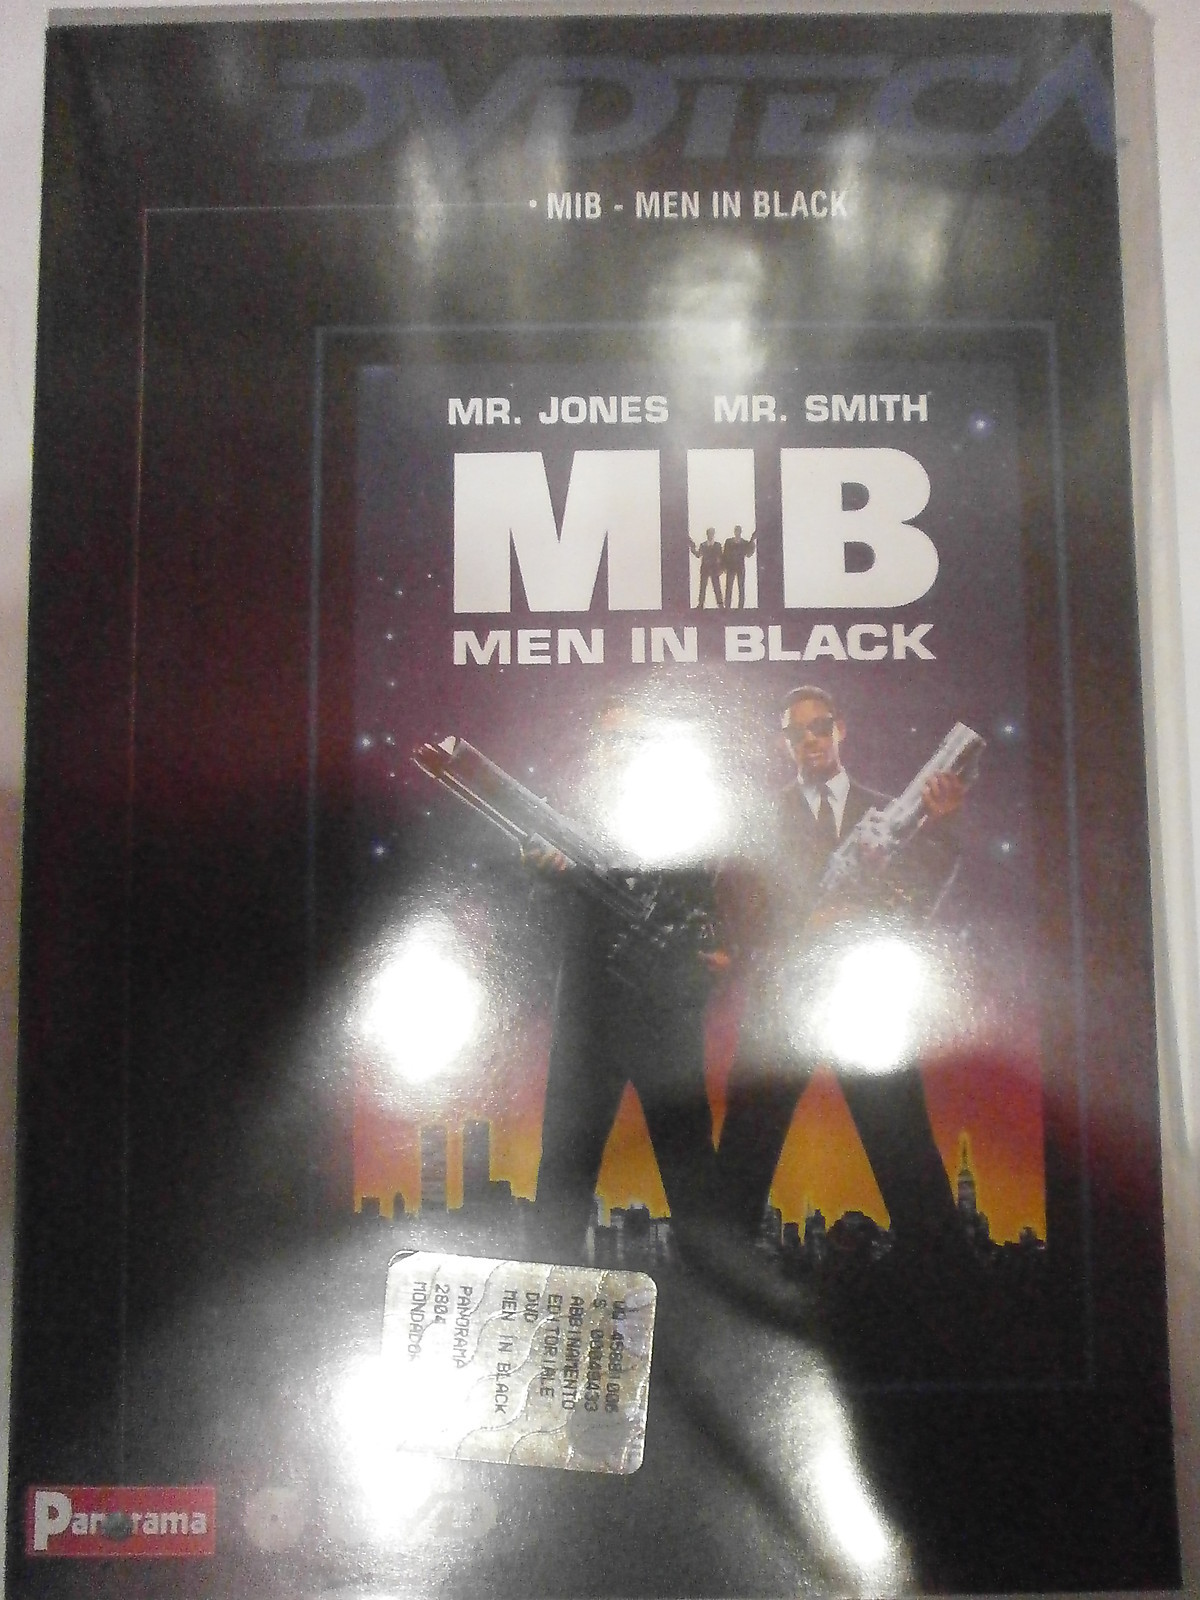 DVDTECA
• MIB - MEN IN BLACK
MR. JONES MR. SMITH
MIB
MEN IN BLACK
ABBINAMENTO
EDITORIALE
DVD
MEN IN BLACK
PANORAMA
2804
Panorama